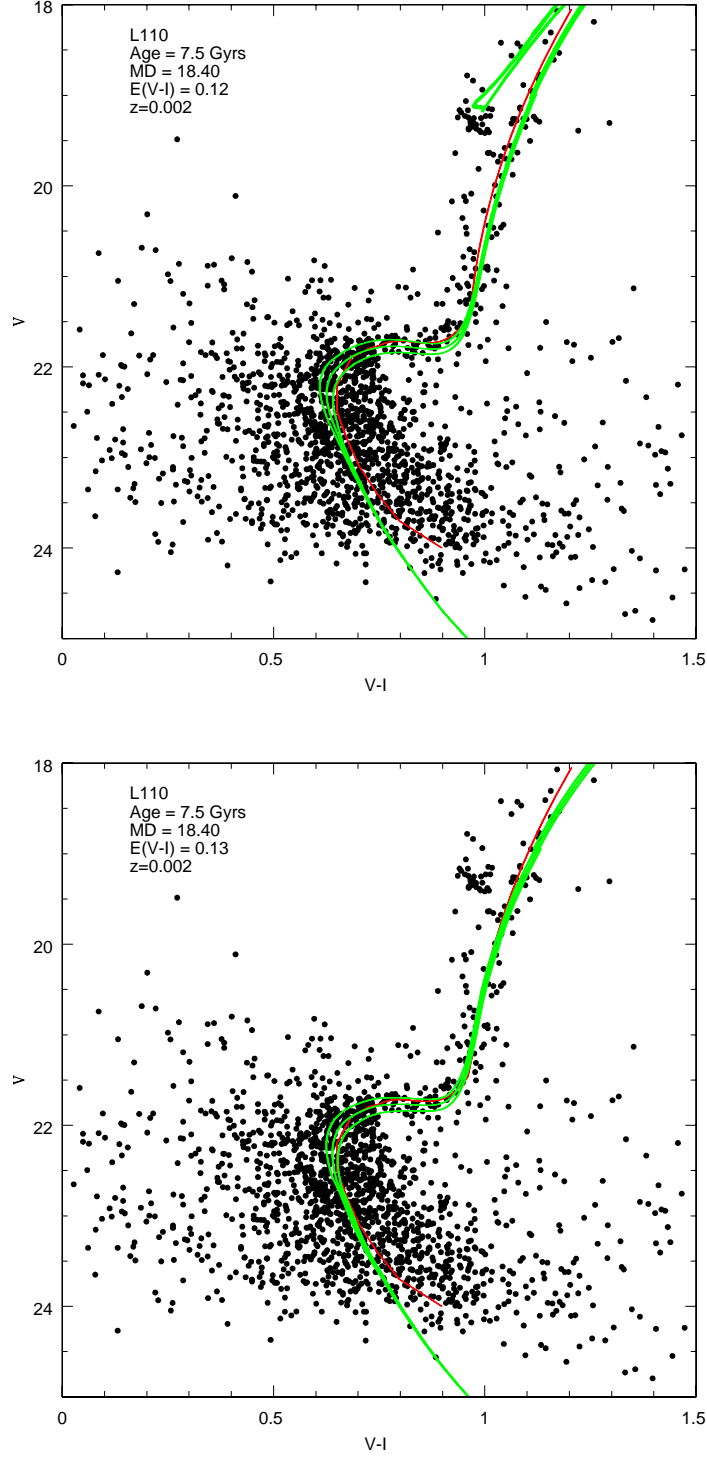 L110
Age = 7.5 Gyrs
MD = 18.40
E(V-I) = 0.12
z=0.002
18
20
22
24
V
0
0.5
1
1.5
V-I
L110
Age = 7.5 Gyrs
MD = 18.40
E(V-I) = 0.13
z=0.002
18
20
22
24
V
0
0.5
1
1.5
V-I